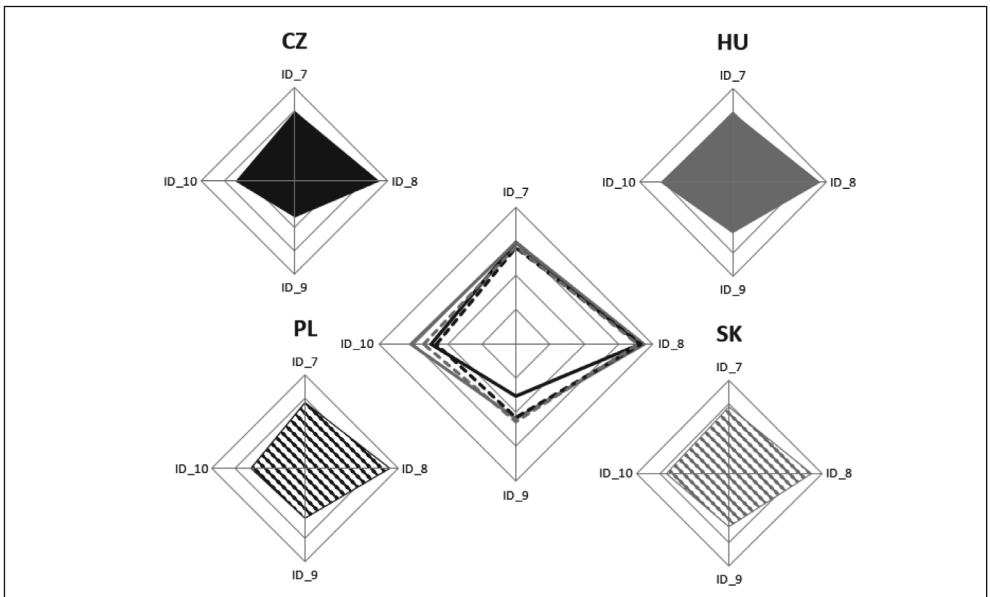 CZ
ID_7
ID_10
ID_8
ID_9
HU
ID_7
ID_10
ID_8
ID_9
ID_7
ID_10
ID_8
ID_9
PL
ID_7
ID_10
ID_8
ID_9
SK
ID_7
ID_10
ID_8
ID_9